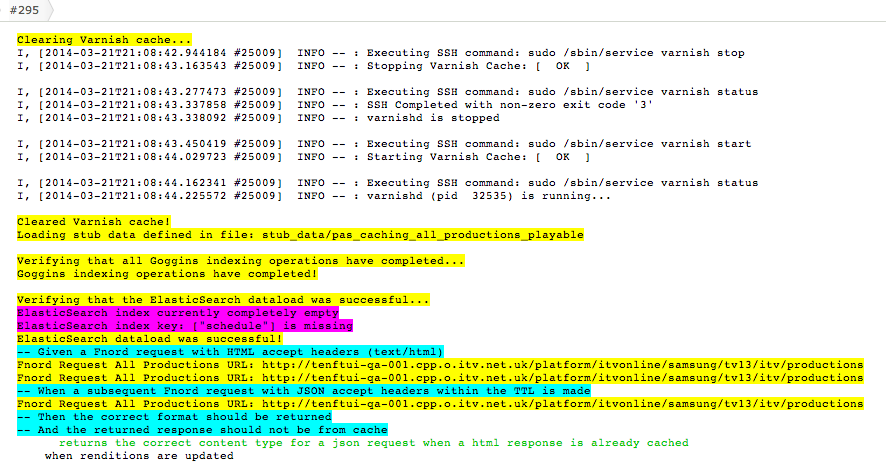 #295
Clearing Varnish cache...
I, [2014-03-21T21:08:42.944184 #25009]  INFO -- : Executing SSH command: sudo /sbin/service varnish stop
I, [2014-03-21T21:08:43.163543 #25009]  INFO -- : Stopping Varnish Cache: [  OK  ]
I, [2014-03-21T21:08:43.277473 #25009]  INFO -- : Executing SSH command: sudo /sbin/service varnish status
I, [2014-03-21T21:08:43.337858 #25009]  INFO -- : SSH Completed with non-zero exit code '3'
I, [2014-03-21T21:08:43.338092 #25009]  INFO -- : varnishd is stopped
I, [2014-03-21T21:08:43.450419 #25009]  INFO -- : Executing SSH command: sudo /sbin/service varnish start
I, [2014-03-21T21:08:44.029723 #25009]  INFO -- : Starting Varnish Cache: [  OK  ]
I, [2014-03-21T21:08:44.162341 #25009]  INFO -- : Executing SSH command: sudo /sbin/service varnish status
I, [2014-03-21T21:08:44.225572 #25009]  INFO -- : varnishd (pid  32535) is running...
Cleared Varnish cache!
Loading stub data defined in file: stub_data/pas_caching_all_productions_playable
Verifying that all Goggins indexing operations have completed...
Goggins indexing operations have completed!
Verifying that the ElasticSearch dataload was successful...
ElasticSearch index currently completely empty
ElasticSearch index key: ["schedule"] is missing
ElasticSearch dataload was successful!
-- Given a Fnord request with HTML accept headers (text/html)
Fnord Request All Productions URL: http://tenftui-qa-001.cpp.o.itv.net.uk/platform/itvonline/samsung/tv13/itv/productions
Fnord Request All Productions URL: http://tenftui-qa-001.cpp.o.itv.net.uk/platform/itvonline/samsung/tv13/itv/productions
-- When a subsequent Fnord request with JSON accept headers within the TTL is made
Fnord Request All Productions URL: http://tenftui-qa-001.cpp.o.itv.net.uk/platform/itvonline/samsung/tv13/itv/productions
-- Then the correct format should be returned
-- And the returned response should not be from cache
returns the correct content type for a json request when a html response is already cached
when renditions are updated